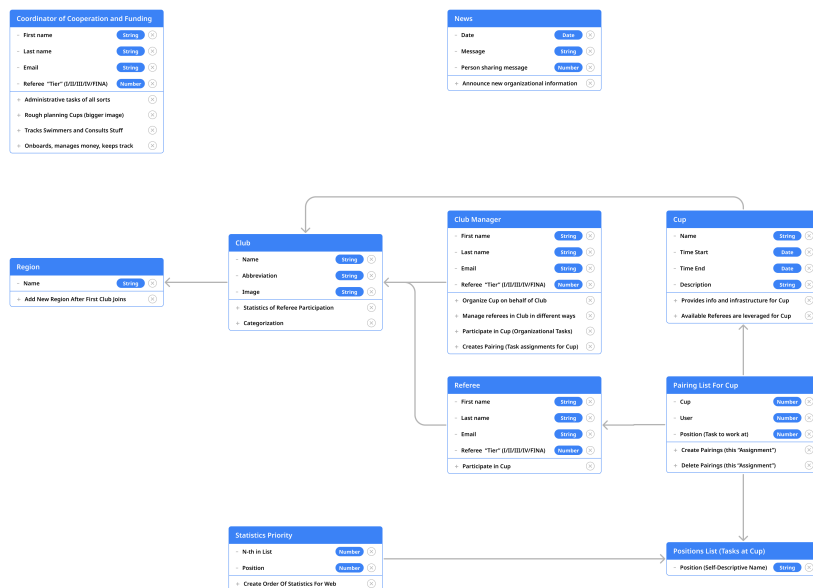 Coordinator of Cooperation and Funding
- First name String
- Last name String
- Email String
- Referee "Tier" (I/II/III/IV/FINA) Number
+ Administrative tasks of all sorts
+ Rough planning Cups (bigger image)
+ Tracks Swimmers and Consults Stuff
+ Onboards, manages money, keeps track
News
- Date Date
- Message String
- Person sharing message Number
+ Announce new organizational information
Region
- Name String
+ Add New Region After First Club Joins
Club
- Name String
- Abbreviation String
- Image String
+ Statistics of Referee Participation
+ Categorization
Club Manager
- First name String
- Last name String
- Email String
- Referee "Tier" (I/II/III/IV/FINA) Number
+ Organize Cup on behalf of Club
+ Manage referees in Club in different ways
+ Participate in Cup (Organizational Tasks)
+ Creates Pairing (Task assignments for Cup)
Cup
- Name String
- Time Start Date
- Time End Date
- Description String
+ Provides info and infrastructure for Cup
+ Available Referees are leveraged for Cup
Referee
- First name String
- Last name String
- Email String
- Referee "Tier" (I/II/III/IV/FINA) Number
+ Participate in Cup
Pairing List For Cup
- Cup Number
- User Number
- Position (Task to work at) Number
+ Create Pairings (this "Assignment")
+ Delete Pairings (this "Assignment")
Statistics Priority
- N-th in List Number
- Position Number
+ Create Order Of Statistics For Web
Positions List (Tasks at Cup)
- Position (Self-Descriptive Name) String